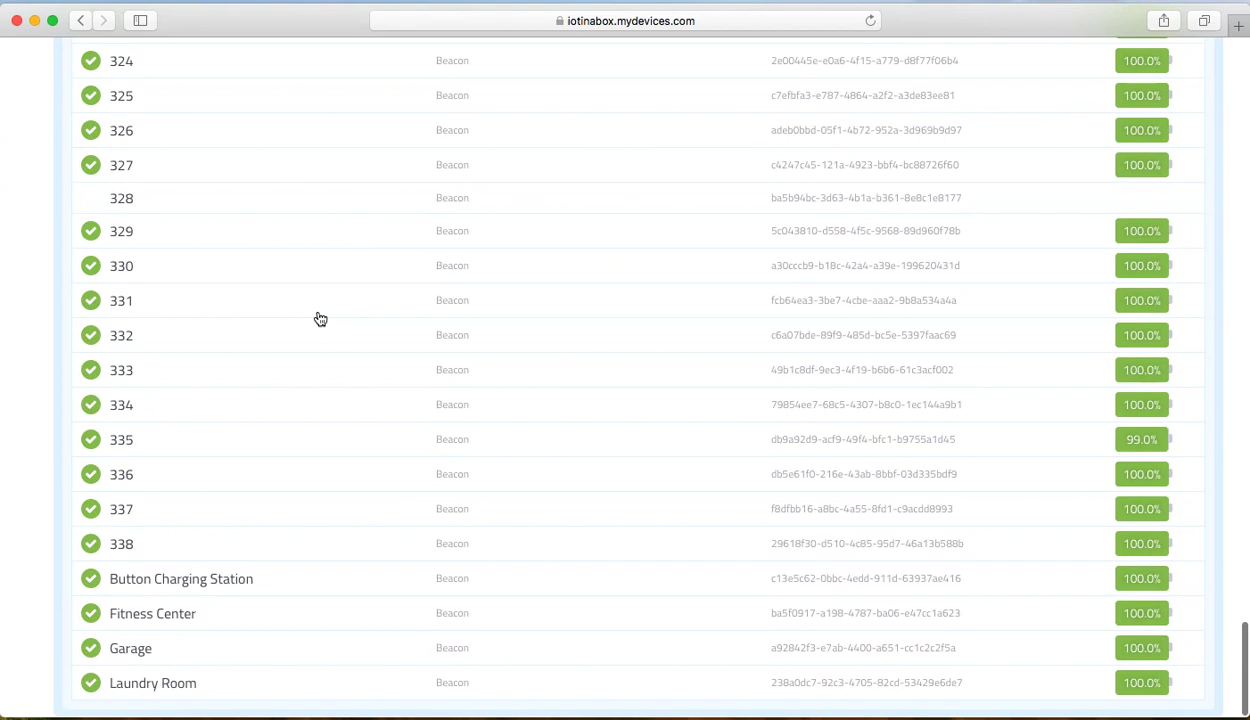 iotinabox.mydevices.com
324 Beacon 2e00445e-e0a6-4f15-a779-d8f77f06b4 100.0%
325 Beacon c7efbfa3-e787-4864-a2f2-a3de83ee81 100.0%
326 Beacon adeb0bbd-05f1-4b72-952a-3d969b9d97 100.0%
327 Beacon c4247c45-121a-4923-bbf4-bc88726f60 100.0%
328 Beacon ba5b94bc-3d63-4b1a-b361-8e8c1e8177
329 Beacon 5c043810-d558-4f5c-9568-89d960f78b 100.0%
330 Beacon a30cccb9-b18c-42a4-a39e-199620431d 100.0%
331 Beacon fcb64ea3-3be7-4cbe-aaa2-9b8a534a4a 100.0%
332 Beacon c6a07bde-89f9-485d-bc5e-5397faac69 100.0%
333 Beacon 49b1c8df-9ec3-4f19-b6b6-61c3acf002 100.0%
334 Beacon 79854ee7-68c5-4307-b8c0-1ec144a9b1 100.0%
335 Beacon db9a92d9-acf9-49f4-bfc1-b9755a1d45 99.0%
336 Beacon db5e61f0-216e-43ab-8bbf-03d335bdf9 100.0%
337 Beacon f8dfbb16-a8bc-4a55-8fd1-c9acdd8993 100.0%
338 Beacon 29618f30-d510-4c85-95d7-46a13b588b 100.0%
Button Charging Station Beacon c13e5c62-0bbc-4edd-911d-63937ae416 100.0%
Fitness Center Beacon ba5f0917-a198-4787-ba06-e47cc1a623 100.0%
Garage Beacon a92842f3-e7ab-4400-a651-cc1c2c2f5a 100.0%
Laundry Room Beacon 238a0dc7-92c3-4705-82cd-53429e6de7 100.0%